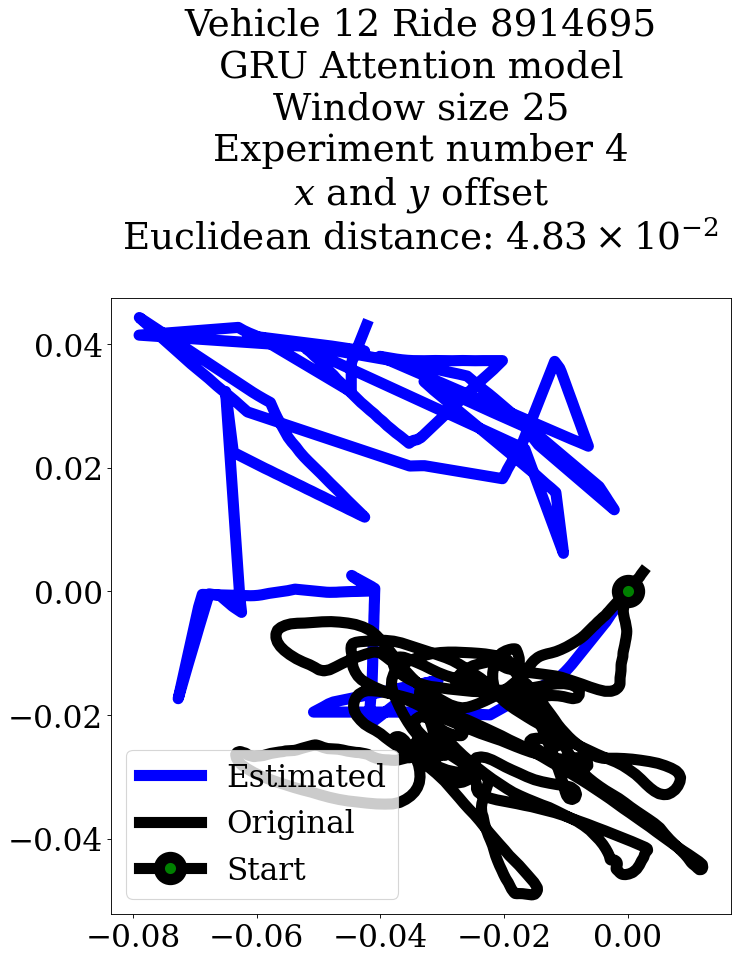 Vehicle 12 Ride 8914695
GRU Attention model
Window size 25
Experiment number 4
x and y offset
Euclidean distance: 4.83 × 10⁻²
0.04
0.02
0.00
−0.02
−0.04
Estimated
Original
Start
−0.08 −0.06 −0.04 −0.02 0.00